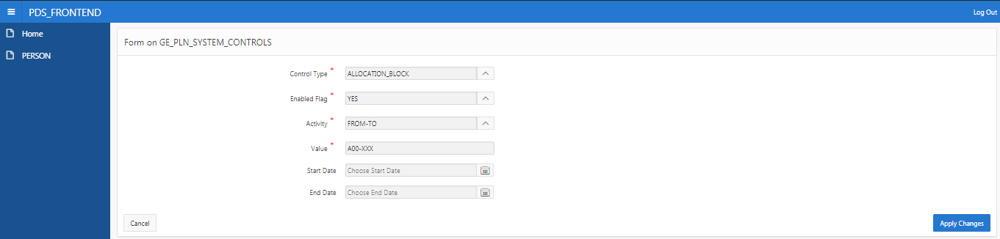 PDS_FRONTEND
Log Out
Home
PERSON
Form on GE_PLN_SYSTEM_CONTROLS
Control Type * ALLOCATION_BLOCK
Enabled Flag * YES
Activity * FROM-TO
Value * A00-XXX
Start Date Choose Start Date
End Date Choose End Date
Cancel
Apply Changes